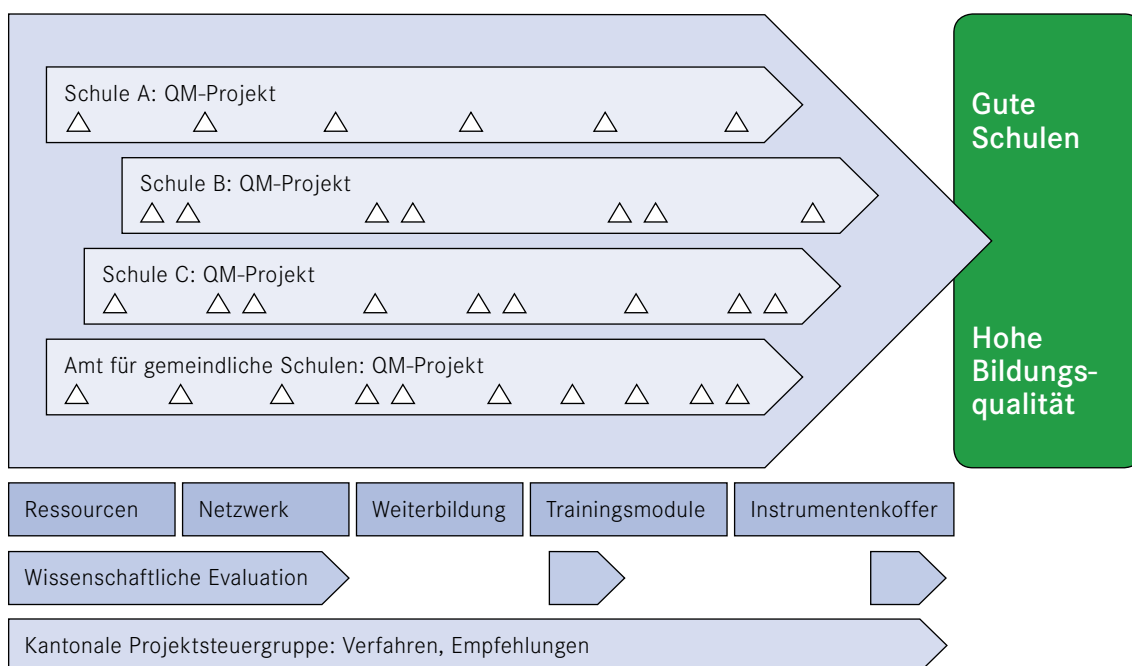 Schule A: QM-Projekt
Schule B: QM-Projekt
Schule C: QM-Projekt
Amt für gemeindliche Schulen: QM-Projekt
Gute
Schulen
Hohe
Bildungs-
qualität
Ressourcen
Netzwerk
Weiterbildung
Trainingsmodule
Instrumentenkoffer
Wissenschaftliche Evaluation
Kantonale Projektsteuergruppe: Verfahren, Empfehlungen